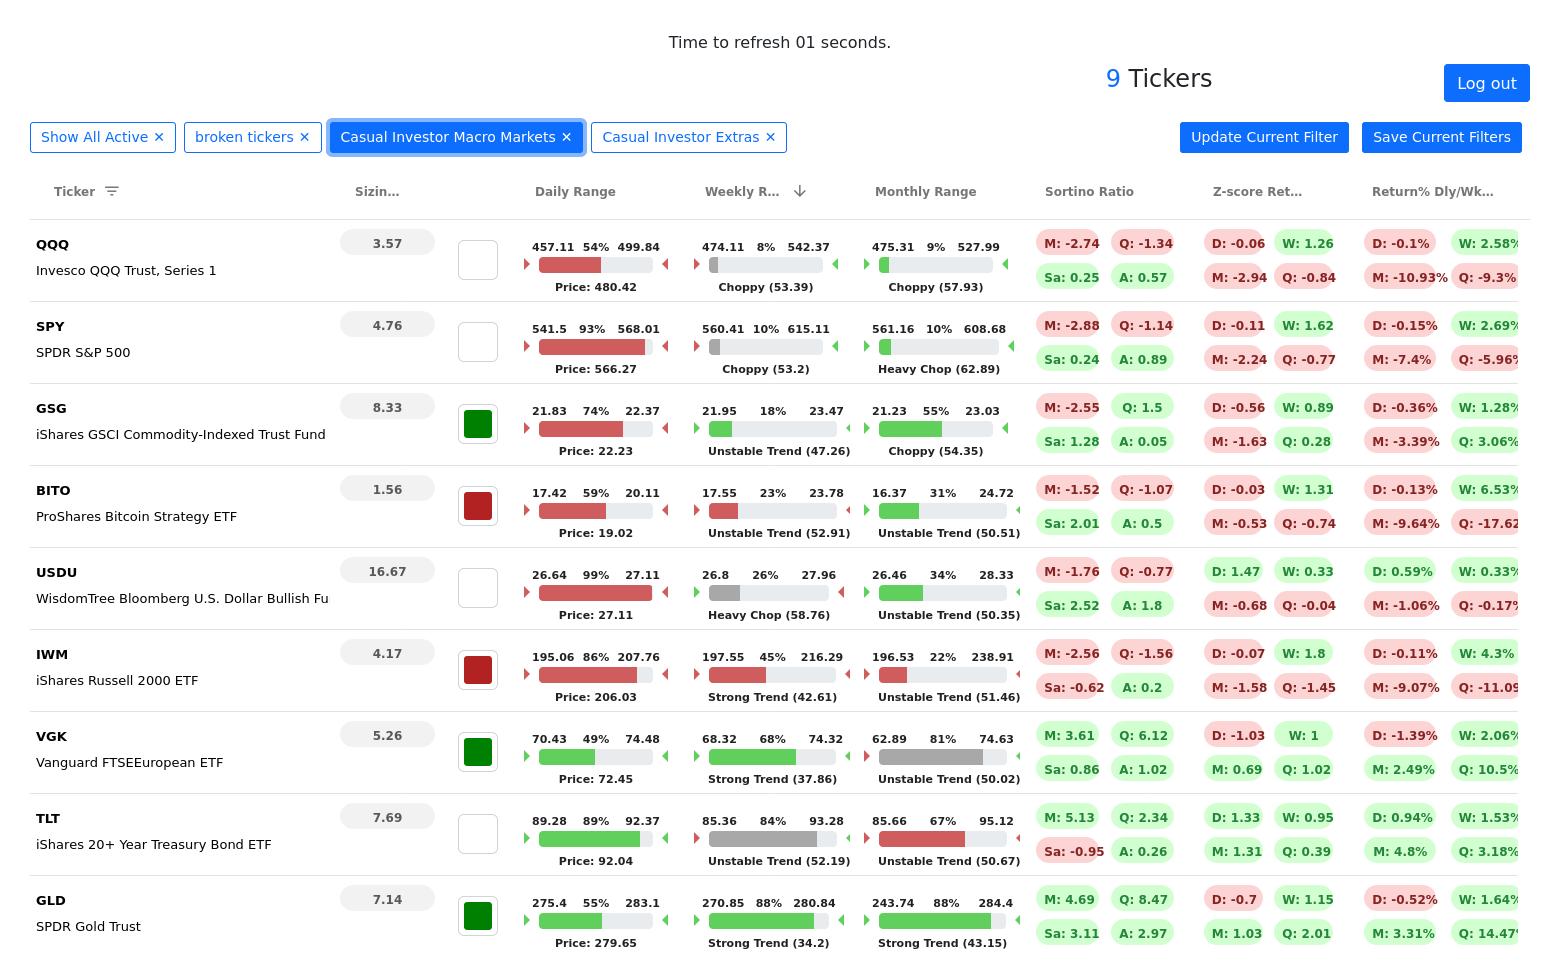 Time to refresh 01 seconds.
9 Tickers
Log out
Show All Active ✕ broken tickers ✕ Casual Investor Macro Markets ✕ Casual Investor Extras ✕ Update Current Filter Save Current Filters
Ticker Sizin… Daily Range Weekly R… Monthly Range Sortino Ratio Z-score Ret… Return% Dly/Wk…
QQQ 3.57 457.11 54% 499.84 474.11 8% 542.37 475.31 9% 527.99 M: -2.74 Q: -1.34 D: -0.06 W: 1.26 D: -0.1% W: 2.58%
Invesco QQQ Trust, Series 1 Sa: 0.25 A: 0.57 M: -2.94 Q: -0.84 M: -10.93% Q: -9.3%
Price: 480.42 Choppy (53.39) Choppy (57.93)
SPY 4.76 541.5 93% 568.01 560.41 10% 615.11 561.16 10% 608.68 M: -2.88 Q: -1.14 D: -0.11 W: 1.62 D: -0.15% W: 2.69%
SPDR S&P 500 Sa: 0.24 A: 0.89 M: -2.24 Q: -0.77 M: -7.4% Q: -5.96%
Price: 566.27 Choppy (53.2) Heavy Chop (62.89)
GSG 8.33 21.83 74% 22.37 21.95 18% 23.47 21.23 55% 23.03 M: -2.55 Q: 1.5 D: -0.56 W: 0.89 D: -0.36% W: 1.28%
iShares GSCI Commodity-Indexed Trust Fund Sa: 1.28 A: 0.05 M: -1.63 Q: 0.28 M: -3.39% Q: 3.06%
Price: 22.23 Unstable Trend (47.26) Choppy (54.35)
BITO 1.56 17.42 59% 20.11 17.55 23% 23.78 16.37 31% 24.72 M: -1.52 Q: -1.07 D: -0.03 W: 1.31 D: -0.13% W: 6.53%
ProShares Bitcoin Strategy ETF Sa: 2.01 A: 0.5 M: -0.53 Q: -0.74 M: -9.64% Q: -17.62
Price: 19.02 Unstable Trend (52.91) Unstable Trend (50.51)
USDU 16.67 26.64 99% 27.11 26.8 26% 27.96 26.46 34% 28.33 M: -1.76 Q: -0.77 D: 1.47 W: 0.33 D: 0.59% W: 0.33%
WisdomTree Bloomberg U.S. Dollar Bullish Fu Sa: 2.52 A: 1.8 M: -0.68 Q: -0.04 M: -1.06% Q: -0.17%
Price: 27.11 Heavy Chop (58.76) Unstable Trend (50.35)
IWM 4.17 195.06 86% 207.76 197.55 45% 216.29 196.53 22% 238.91 M: -2.56 Q: -1.56 D: -0.07 W: 1.8 D: -0.11% W: 4.3%
iShares Russell 2000 ETF Sa: -0.62 A: 0.2 M: -1.58 Q: -1.45 M: -9.07% Q: -11.09
Price: 206.03 Strong Trend (42.61) Unstable Trend (51.46)
VGK 5.26 70.43 49% 74.48 68.32 68% 74.32 62.89 81% 74.63 M: 3.61 Q: 6.12 D: -1.03 W: 1 D: -1.39% W: 2.06%
Vanguard FTSEEuropean ETF Sa: 0.86 A: 1.02 M: 0.69 Q: 1.02 M: 2.49% Q: 10.5%
Price: 72.45 Strong Trend (37.86) Unstable Trend (50.02)
TLT 7.69 89.28 89% 92.37 85.36 84% 93.28 85.66 67% 95.12 M: 5.13 Q: 2.34 D: 1.33 W: 0.95 D: 0.94% W: 1.53%
iShares 20+ Year Treasury Bond ETF Sa: -0.95 A: 0.26 M: 1.31 Q: 0.39 M: 4.8% Q: 3.18%
Price: 92.04 Unstable Trend (52.19) Unstable Trend (50.67)
GLD 7.14 275.4 55% 283.1 270.85 88% 280.84 243.74 88% 284.4 M: 4.69 Q: 8.47 D: -0.7 W: 1.15 D: -0.52% W: 1.64%
SPDR Gold Trust Sa: 3.11 A: 2.97 M: 1.03 Q: 2.01 M: 3.31% Q: 14.47%
Price: 279.65 Strong Trend (34.2) Strong Trend (43.15)